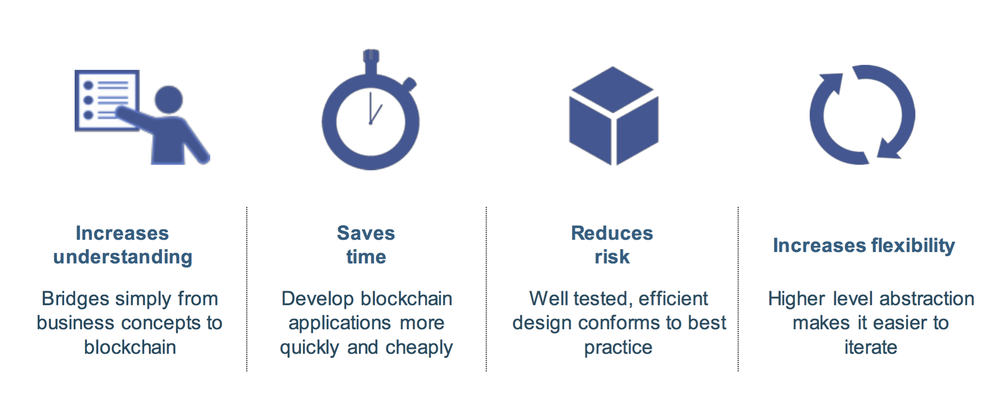 Increases
understanding
Bridges simply from
business concepts to
blockchain
Saves
time
Develop blockchain
applications more
quickly and cheaply
Reduces
risk
Well tested, efficient
design conforms to best
practice
Increases flexibility
Higher level abstraction
makes it easier to
iterate